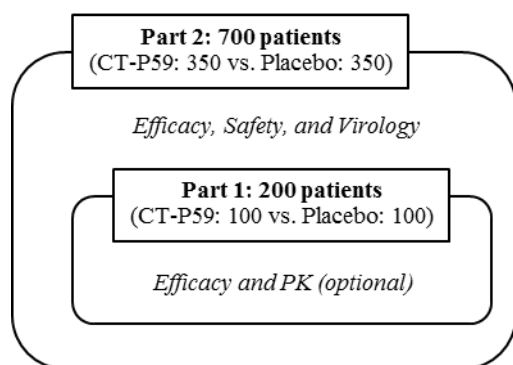 Part 2: 700 patients
(CT-P59: 350 vs. Placebo: 350)
Efficacy, Safety, and Virology
Part 1: 200 patients
(CT-P59: 100 vs. Placebo: 100)
Efficacy and PK (optional)